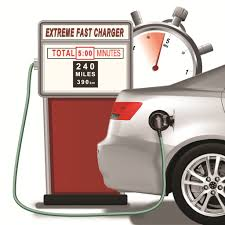 EXTREME FAST CHARGER
TOTAL 5:00 MINUTES
240
MILES
390km